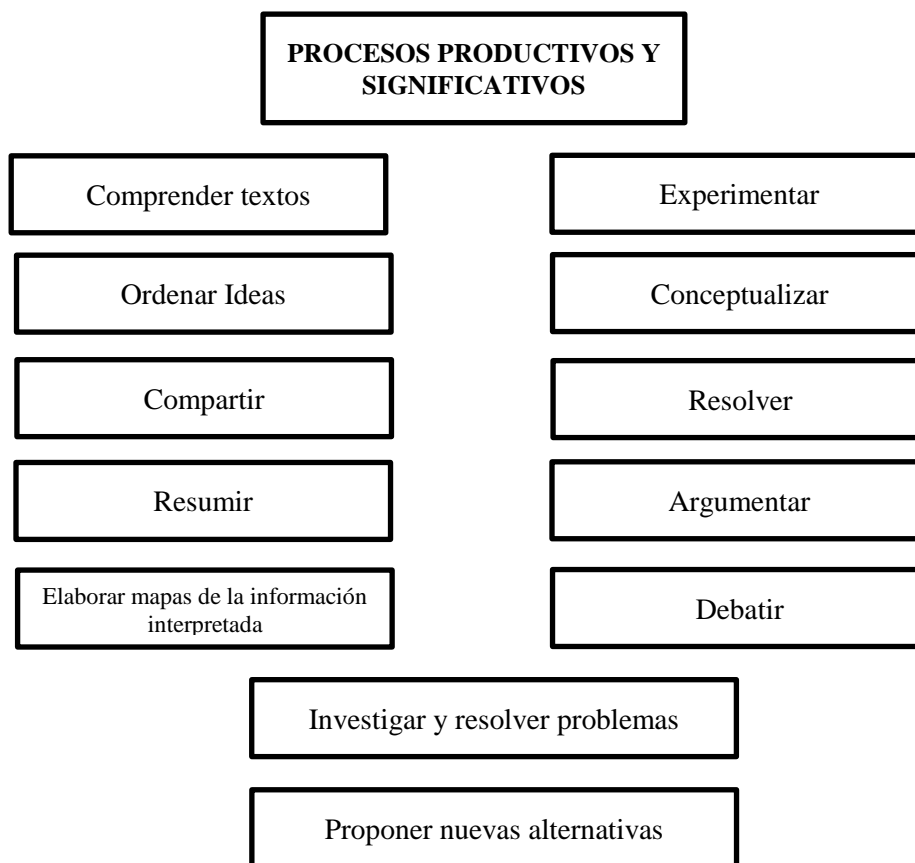 PROCESOS PRODUCTIVOS Y
SIGNIFICATIVOS
Comprender textos
Experimentar
Ordenar Ideas
Conceptualizar
Compartir
Resolver
Resumir
Argumentar
Elaborar mapas de la información
interpretada
Debatir
Investigar y resolver problemas
Proponer nuevas alternativas